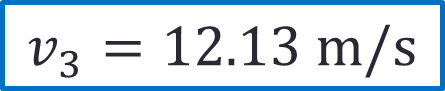 v₃ = 12.13 m/s